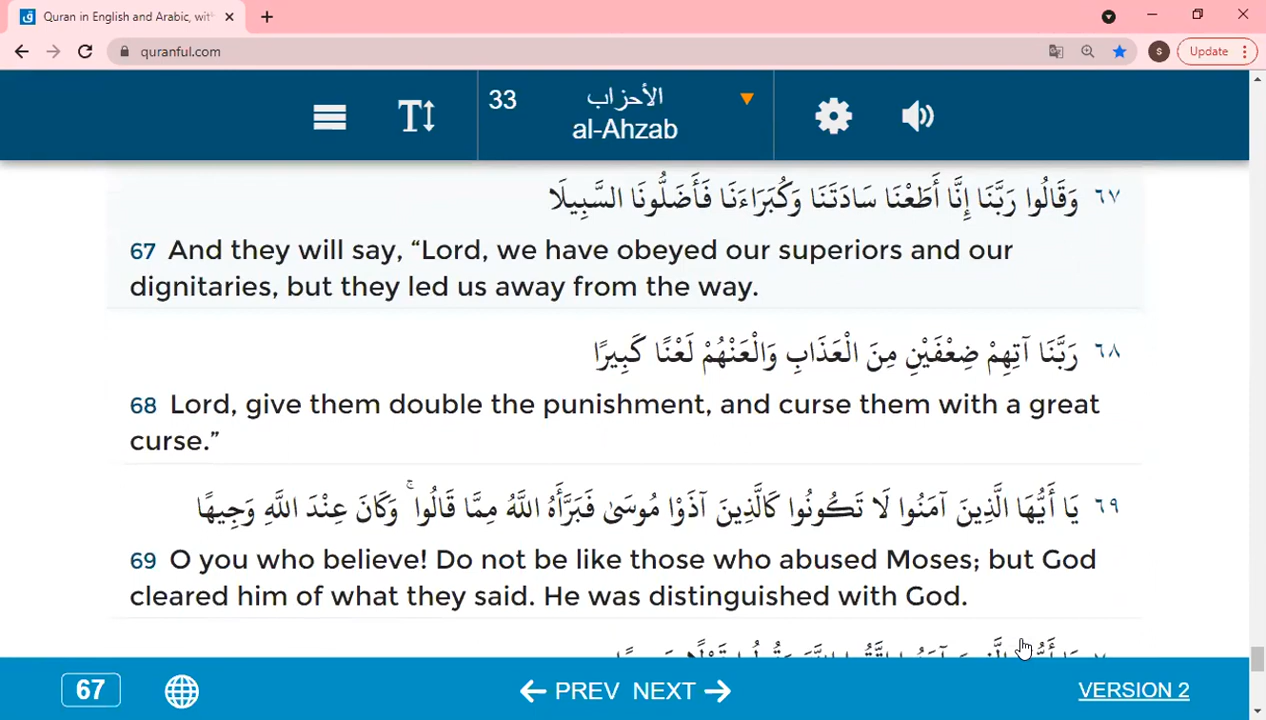 Quran in English and Arabic, wit
quranful.com
Update
33
الأحزاب
al-Ahzab
وَقَالُوا رَبَّنَا إِنَّا أَطَعْنَا سَادَتَنَا وَكُبَرَاءَنَا فَأَضَلُّونَا السَّبِيلَا ٦٧
67 And they will say, “Lord, we have obeyed our superiors and our
dignitaries, but they led us away from the way.
رَبَّنَا آتِهِمْ ضِعْفَيْنِ مِنَ الْعَذَابِ وَالْعَنْهُمْ لَعْنًا كَبِيرًا ٦٨
68 Lord, give them double the punishment, and curse them with a great
curse.”
يَا أَيُّهَا الَّذِينَ آمَنُوا لَا تَكُونُوا كَالَّذِينَ آذَوْا مُوسَىٰ فَبَرَّأَهُ اللَّهُ مِمَّا قَالُوا ۚ وَكَانَ عِنْدَ اللَّهِ وَجِيهًا ٦٩
69 O you who believe! Do not be like those who abused Moses; but God
cleared him of what they said. He was distinguished with God.
67
PREV NEXT
VERSION 2